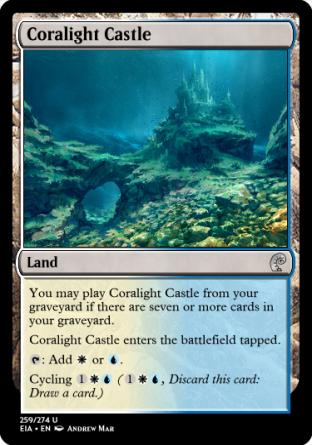 Coralight Castle
Land
You may play Coralight Castle from your
graveyard if there are seven or more cards in
your graveyard.
Coralight Castle enters the battlefield tapped.
: Add or .
Cycling 1 ( 1 , Discard this card:
Draw a card.)
259/274 U
EIA • EN Andrew Mar